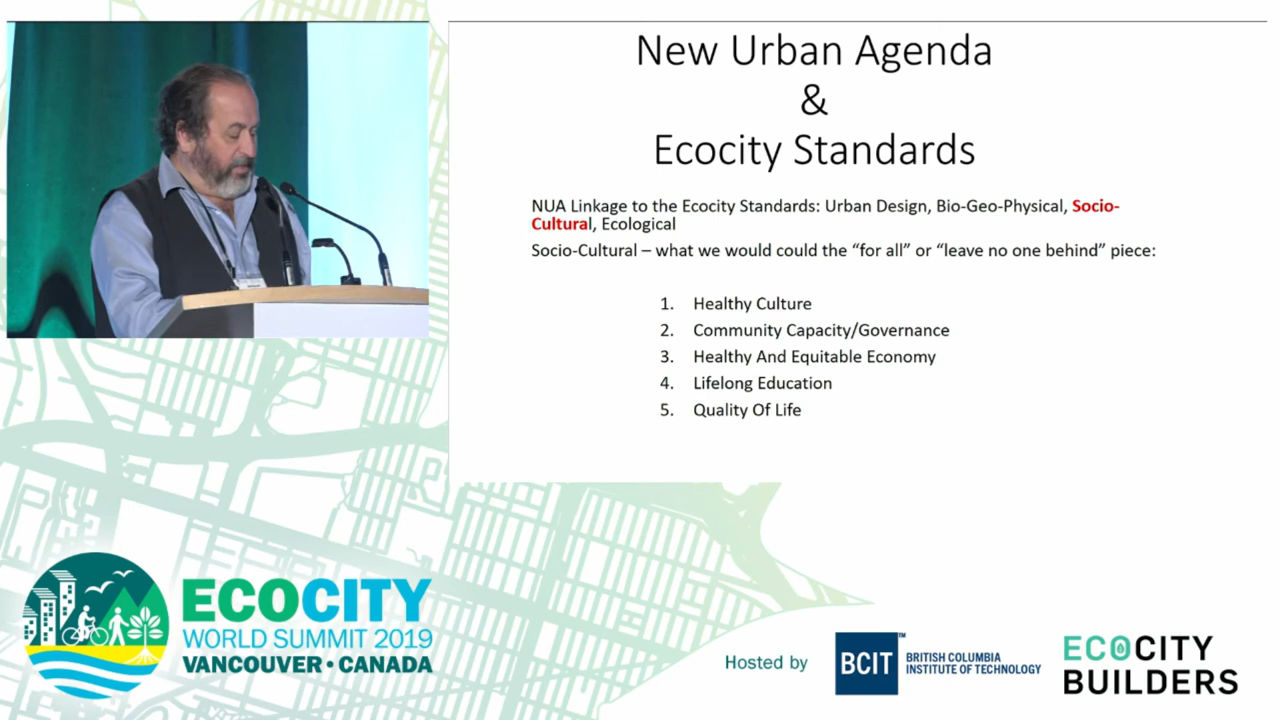 New Urban Agenda
&
Ecocity Standards
NUA Linkage to the Ecocity Standards: Urban Design, Bio-Geo-Physical, Socio-
Cultural, Ecological
Socio-Cultural – what we would could the “for all” or “leave no one behind” piece:
1. Healthy Culture
2. Community Capacity/Governance
3. Healthy And Equitable Economy
4. Lifelong Education
5. Quality Of Life
ECOCITY
WORLD SUMMIT 2019
VANCOUVER • CANADA
Hosted by
BCIT™
BRITISH COLUMBIA
INSTITUTE OF TECHNOLOGY
ECOCITY
BUILDERS